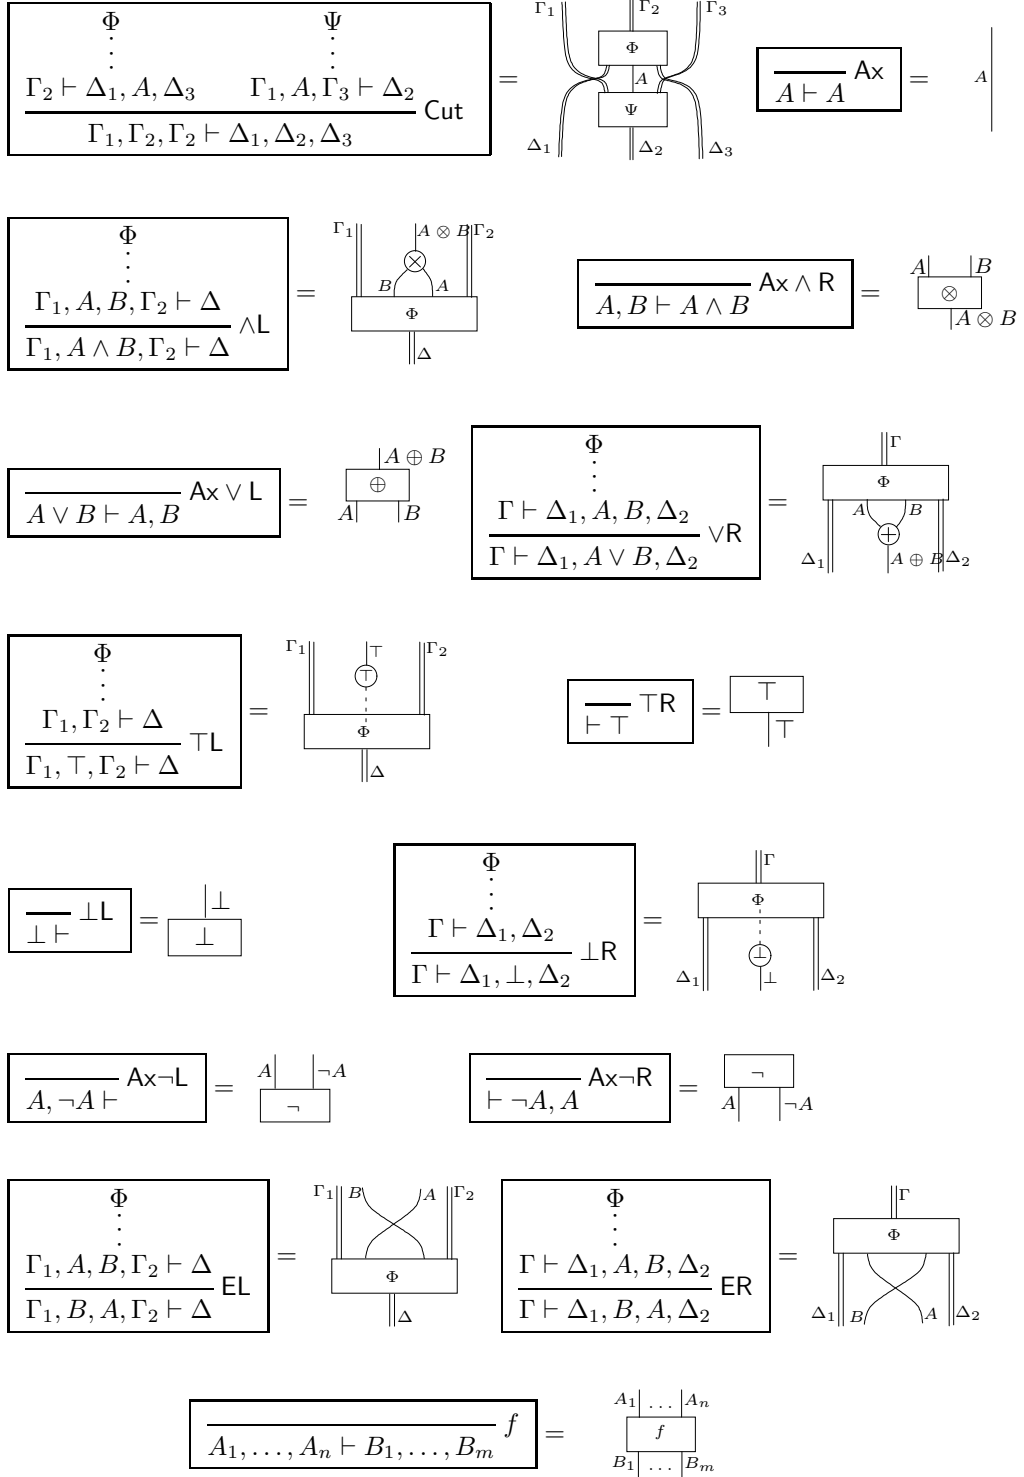 Φ Ψ Γ₁ Γ₂ Γ₃
⋮ ⋮ Φ
Γ₂ ⊢ Δ₁, A, Δ₃ Γ₁, A, Γ₃ ⊢ Δ₂ Cut = A Ax = A
Γ₁, Γ₂, Γ₂ ⊢ Δ₁, Δ₂, Δ₃ Ψ A ⊢ A
Δ₁ Δ₂ Δ₃
Φ Γ₁ A ⊗ B Γ₂
⋮ ⊗ A B
Γ₁, A, B, Γ₂ ⊢ Δ ∧L = B A Ax ∧ R = ⊗
Γ₁, A ∧ B, Γ₂ ⊢ Δ Φ A, B ⊢ A ∧ B A ⊗ B
Δ
Φ Γ
A ⊕ B ⋮ Φ
Ax ∨ L = ⊕ Γ ⊢ Δ₁, A, B, Δ₂ ∨R = A B
A ∨ B ⊢ A, B A B Γ ⊢ Δ₁, A ∨ B, Δ₂ ⊕
Δ₁ A ⊕ B Δ₂
Φ Γ₁ ⊤ Γ₂
⋮ ⊤
Γ₁, Γ₂ ⊢ Δ ⊤L = Φ ⊤R = ⊤
Γ₁, ⊤, Γ₂ ⊢ Δ Δ ⊢ ⊤ ⊤
Φ Γ
⊥ ⋮ Φ
⊥L = ⊥ Γ ⊢ Δ₁, Δ₂ ⊥R = ⊥
⊥ ⊢ Γ ⊢ Δ₁, ⊥, Δ₂ Δ₁ ⊥ Δ₂
A ¬A ¬
Ax¬L = ¬ Ax¬R = A ¬A
A, ¬A ⊢ ⊢ ¬A, A
Φ Γ₁ B A Γ₂ Φ Γ
⋮ ⋮ Φ
Γ₁, A, B, Γ₂ ⊢ Δ EL = Φ Γ ⊢ Δ₁, A, B, Δ₂ ER =
Γ₁, B, A, Γ₂ ⊢ Δ Δ Γ ⊢ Δ₁, B, A, Δ₂ Δ₁ B A Δ₂
A₁ … Aₙ
f = f
A₁, …, Aₙ ⊢ B₁, …, Bₘ B₁ … Bₘ